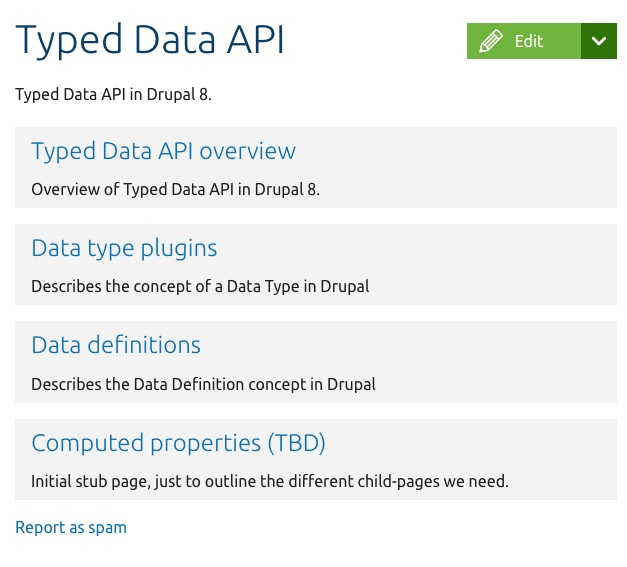 Typed Data API
Edit
Typed Data API in Drupal 8.
Typed Data API overview
Overview of Typed Data API in Drupal 8.
Data type plugins
Describes the concept of a Data Type in Drupal
Data definitions
Describes the Data Definition concept in Drupal
Computed properties (TBD)
Initial stub page, just to outline the different child-pages we need.
Report as spam